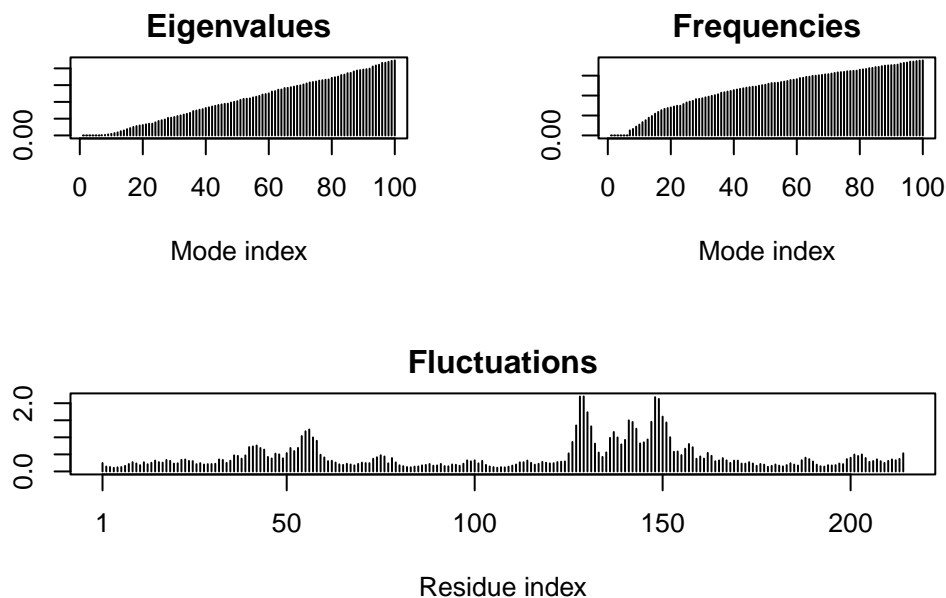 Eigenvalues
0.00
0 20 40 60 80 100
Mode index
Frequencies
0.00
0 20 40 60 80 100
Mode index
Fluctuations
0.0 2.0
1 50 100 150 200
Residue index